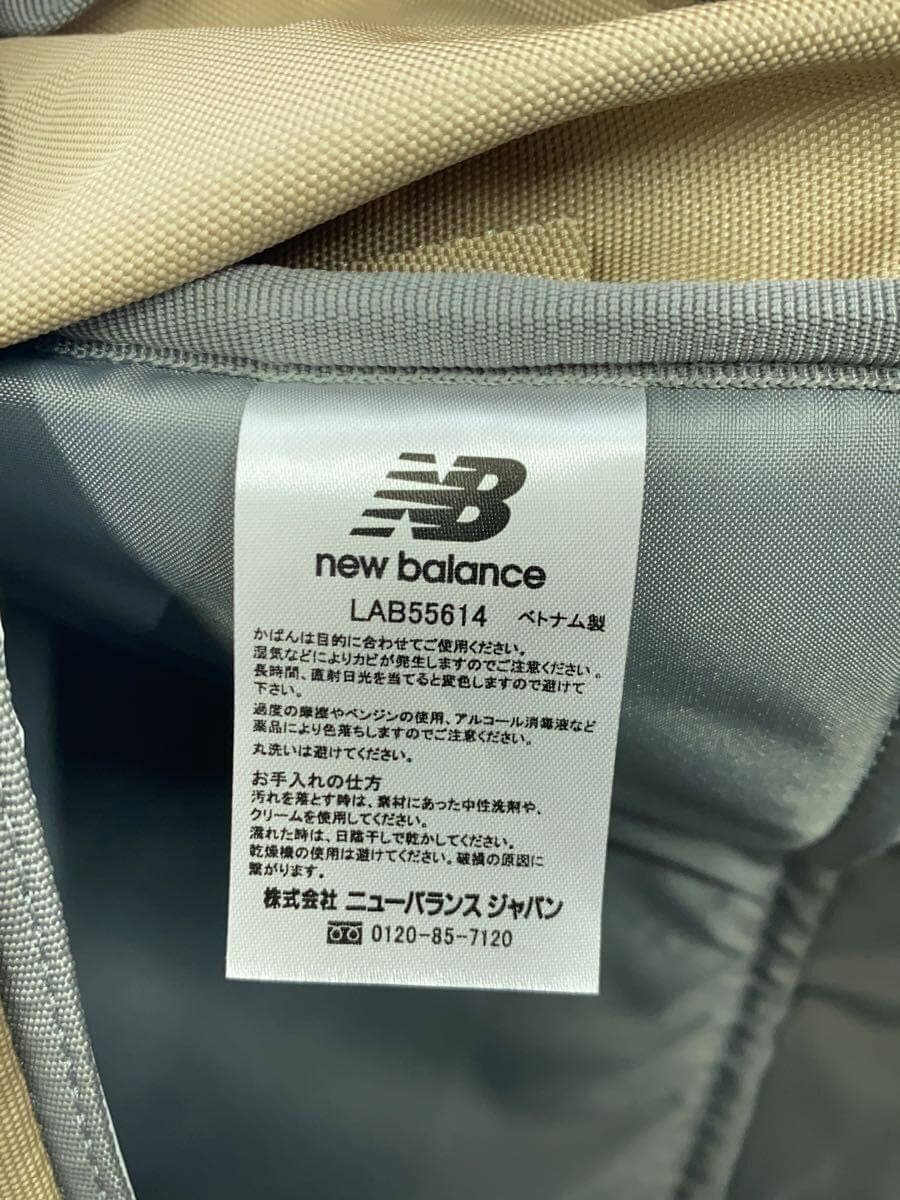 NB
new balance
LAB55614 ベトナム製
かばんは目的に合わせてご使用ください。
湿気などによりカビが発生しますのでご注意ください。
長時間、直射日光を当てると変色しますので避けて
下さい。
過度の摩擦やベンジンの使用、アルコール消毒液など
薬品により色落ちしますのでご注意ください。
丸洗いは避けてください。
お手入れの仕方
汚れを落とす時は、素材にあった中性洗剤や、
クリームを使用してください。
濡れた時は、日陰干しで乾かしてください。
乾燥機の使用は避けてください。破損の原因に
繋がります。
株式会社 ニューバランス ジャパン
0120-85-7120